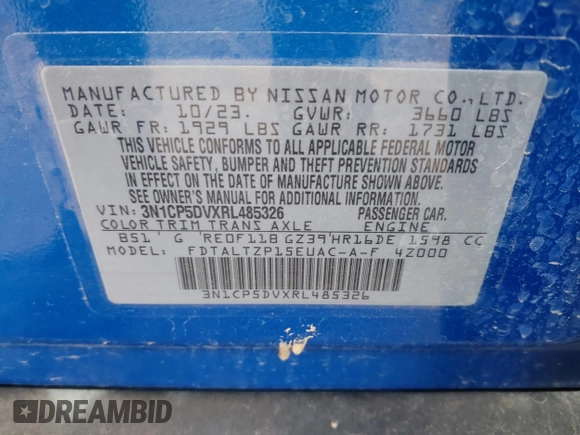 MANUFACTURED BY NISSAN MOTOR CO., LTD.
DATE: 10/23. GVWR: 3660 LBS
GAWR FR: 1929 LBS GAWR RR: 1731 LBS
THIS VEHICLE CONFORMS TO ALL APPLICABLE FEDERAL MOTOR
VEHICLE SAFETY, BUMPER AND THEFT PREVENTION STANDARDS
IN EFFECT ON THE DATE OF MANUFACTURE SHOWN ABOVE.
SEE OWNER'S MANUAL FOR ADDITIONAL INFORMATION.
VIN: 3N1CP5DVXRL485326 PASSENGER CAR.
COLOR TRIM TRANS AXLE ENGINE
B51' G 'RE0F11B GZ39'HR16DE 1598 CC
MODEL: FDTALTZP15EUAC-A-F 4Z000
3N1CP5DVXRL485326
DREAMBID